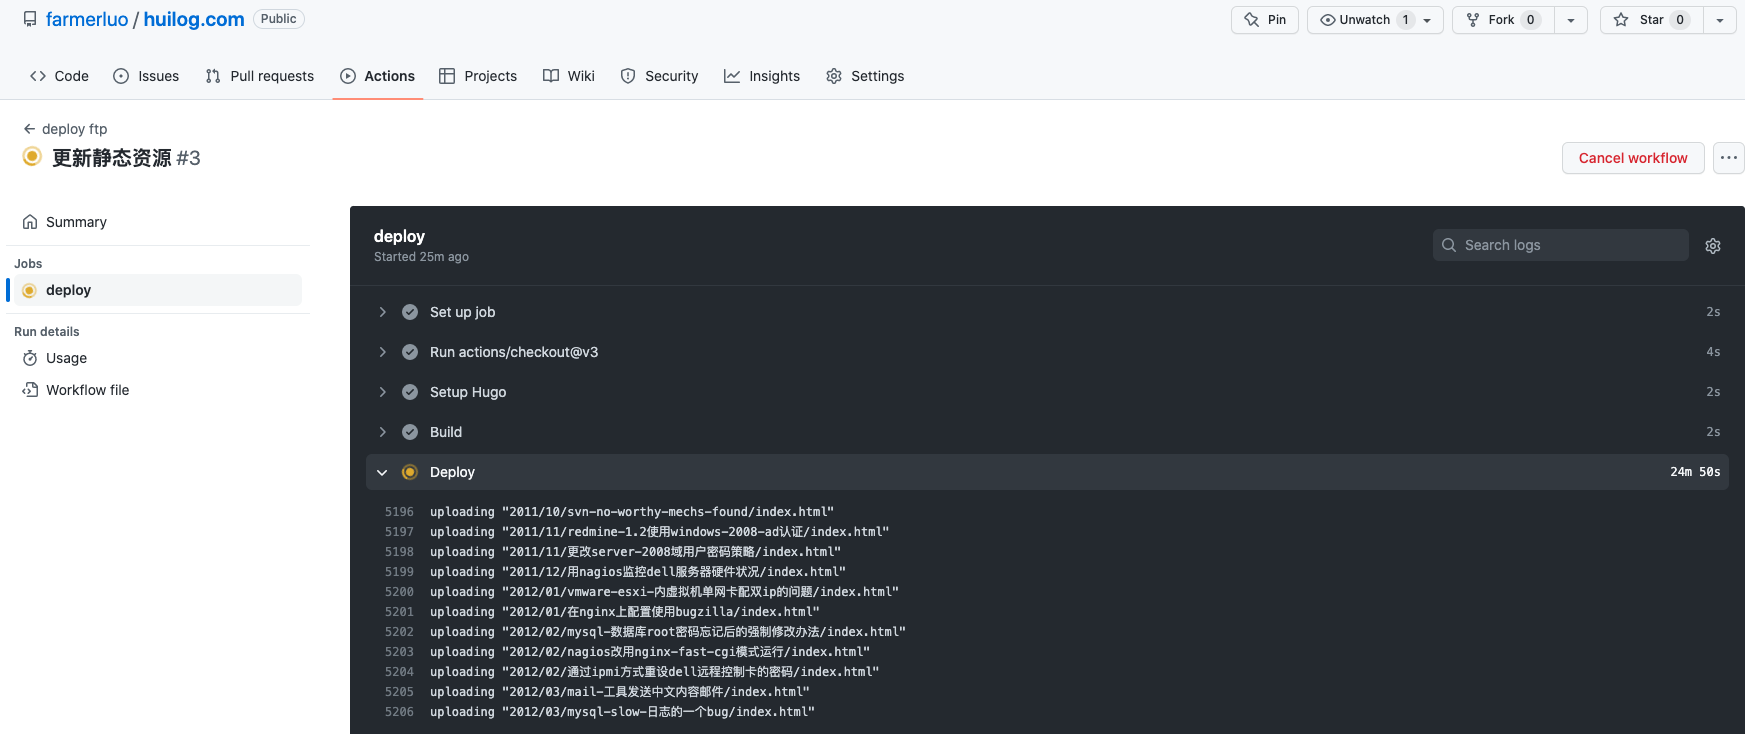 farmerluo / huilog.com Public
Pin
Unwatch 1
Fork 0
Star 0
Code
Issues
Pull requests
Actions
Projects
Wiki
Security
Insights
Settings
← deploy ftp
更新静态资源 #3
Cancel workflow
...
Summary
Jobs
deploy
Run details
Usage
Workflow file
deploy
Started 25m ago
Search logs
Set up job 2s
Run actions/checkout@v3 4s
Setup Hugo 2s
Build 2s
Deploy 24m 50s
5196 uploading "2011/10/svn-no-worthy-mechs-found/index.html"
5197 uploading "2011/11/redmine-1.2使用windows-2008-ad认证/index.html"
5198 uploading "2011/11/更改server-2008域用户密码策略/index.html"
5199 uploading "2011/12/用nagios监控dell服务器硬件状况/index.html"
5200 uploading "2012/01/vmware-esxi-内虚拟机单网卡配双ip的问题/index.html"
5201 uploading "2012/01/在nginx上配置使用bugzilla/index.html"
5202 uploading "2012/02/mysql-数据库root密码忘记后的强制修改办法/index.html"
5203 uploading "2012/02/nagios改用nginx-fast-cgi模式运行/index.html"
5204 uploading "2012/02/通过ipmi方式重设dell远程控制卡的密码/index.html"
5205 uploading "2012/03/mail-工具发送中文内容邮件/index.html"
5206 uploading "2012/03/mysql-slow-日志的一个bug/index.html"